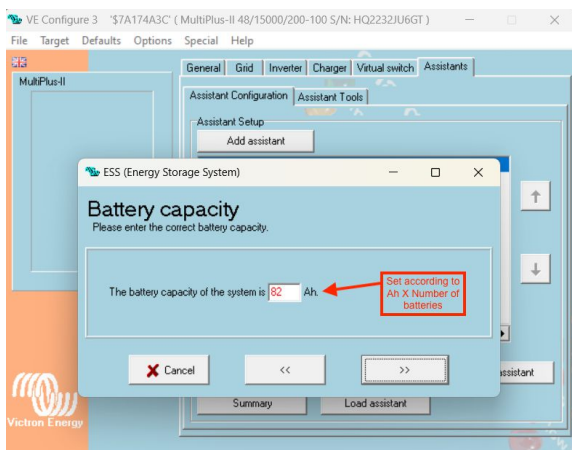 VE Configure 3 '$7A174A3C' ( MultiPlus-II 48/15000/200-100 S/N: HQ2232JU6GT )
File Target Defaults Options Special Help
MultiPlus-II
General Grid Inverter Charger Virtual switch Assistants
Assistant Configuration Assistant Tools
Assistant Setup
Add assistant
ESS (Energy Storage System)
Battery capacity
Please enter the correct battery capacity.
The battery capacity of the system is 82 Ah.
Set according to
Ah X Number of
batteries
Cancel << >>
assistant
Summary Load assistant
Victron Energy